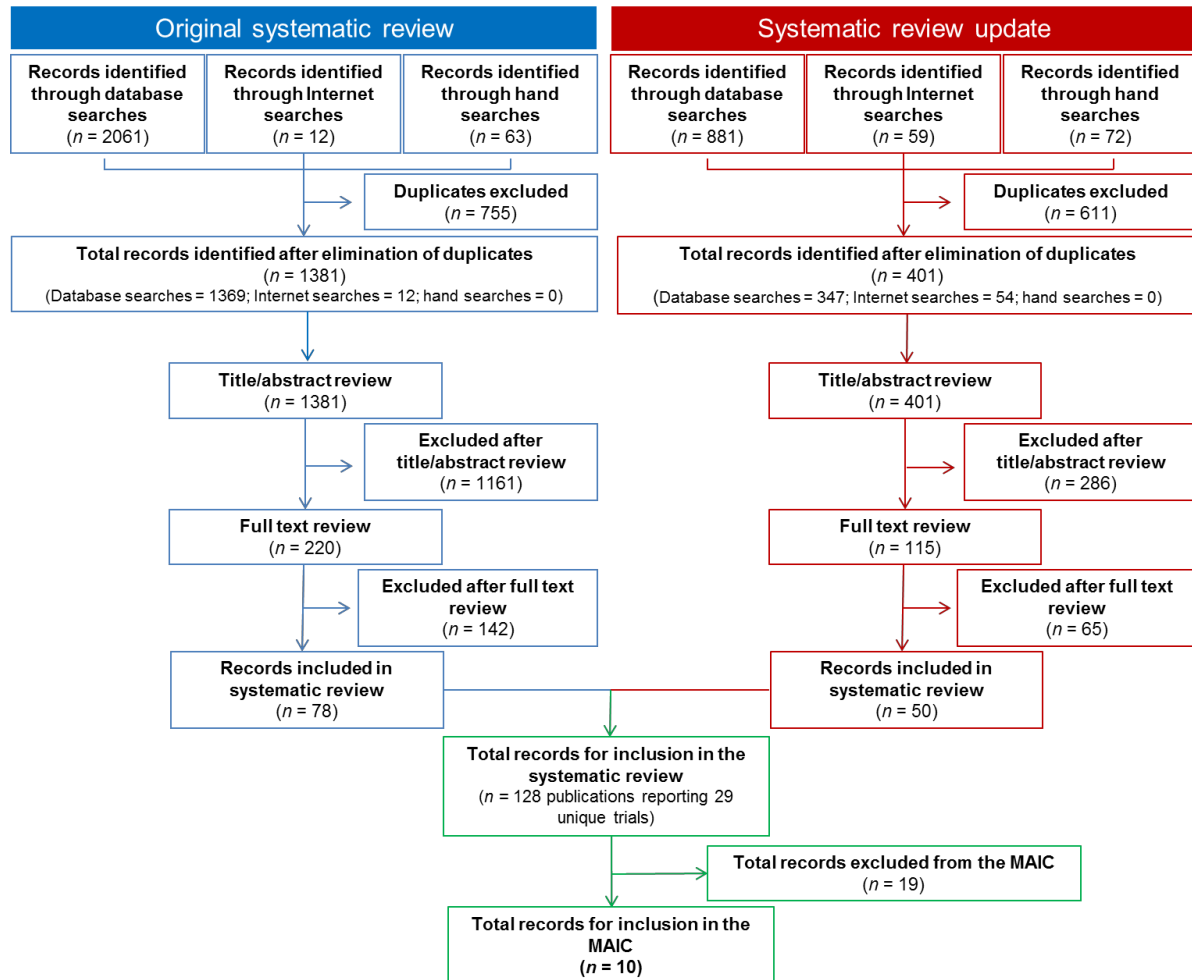 Original systematic review
Systematic review update
Records identified
through database
searches
(n = 2061)
Records identified
through Internet
searches
(n = 12)
Records identified
through hand
searches
(n = 63)
Records identified
through database
searches
(n = 881)
Records identified
through Internet
searches
(n = 59)
Records identified
through hand
searches
(n = 72)
Duplicates excluded
(n = 755)
Duplicates excluded
(n = 611)
Total records identified after elimination of duplicates
(n = 1381)
(Database searches = 1369; Internet searches = 12; hand searches = 0)
Total records identified after elimination of duplicates
(n = 401)
(Database searches = 347; Internet searches = 54; hand searches = 0)
Title/abstract review
(n = 1381)
Title/abstract review
(n = 401)
Excluded after
title/abstract review
(n = 1161)
Excluded after
title/abstract review
(n = 286)
Full text review
(n = 220)
Full text review
(n = 115)
Excluded after full text
review
(n = 142)
Excluded after full text
review
(n = 65)
Records included in
systematic review
(n = 78)
Records included in
systematic review
(n = 50)
Total records for inclusion in the
systematic review
(n = 128 publications reporting 29
unique trials)
Total records excluded from the MAIC
(n = 19)
Total records for inclusion in the
MAIC
(n = 10)